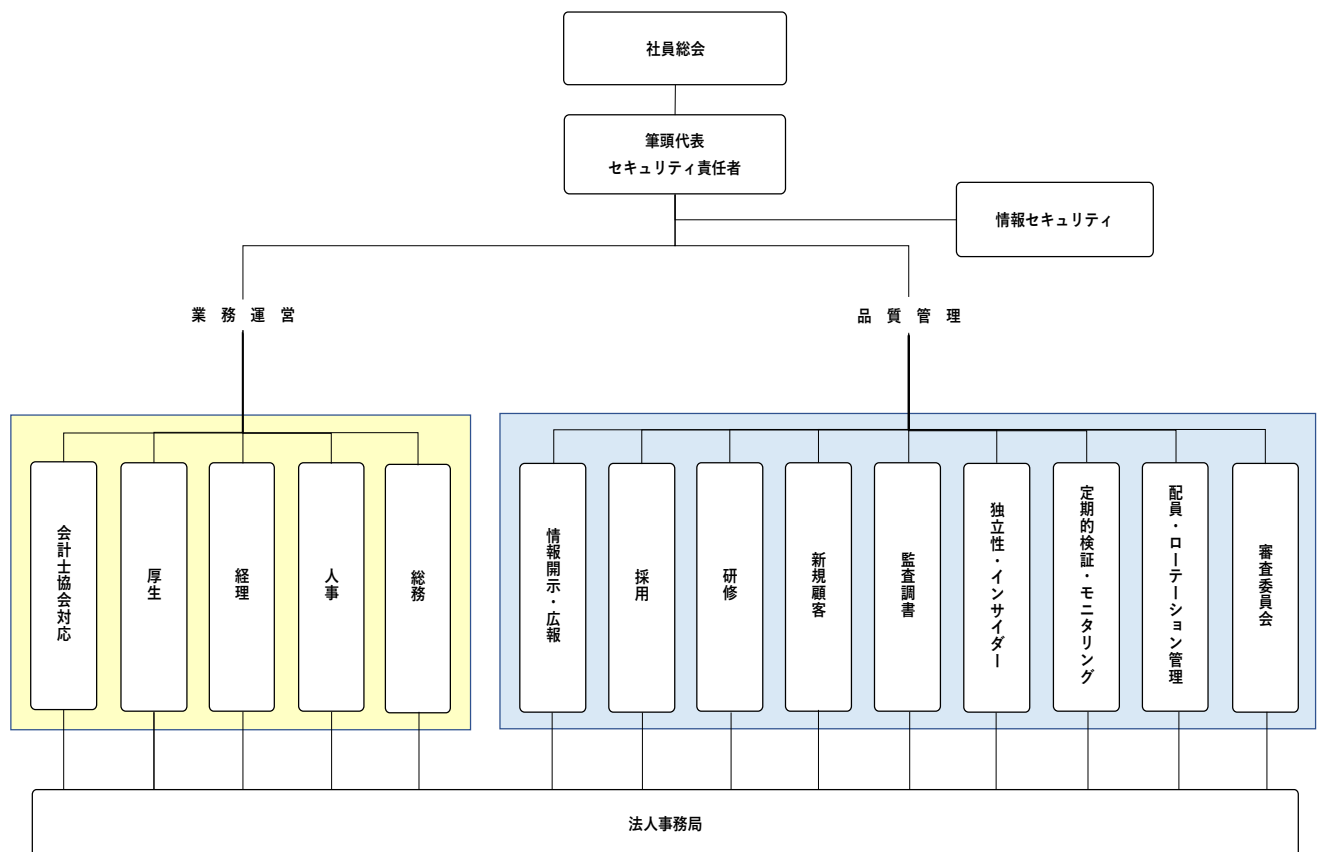 社員総会
筆頭代表
セキュリティ責任者
情報セキュリティ
業務運営
品質管理
会計士協会対応
厚生
経理
人事
総務
情報開示・広報
採用
研修
新規顧客
監査調書
独立性・インサイダー
定期的検証・モニタリング
配員・ローテーション管理
審査委員会
法人事務局